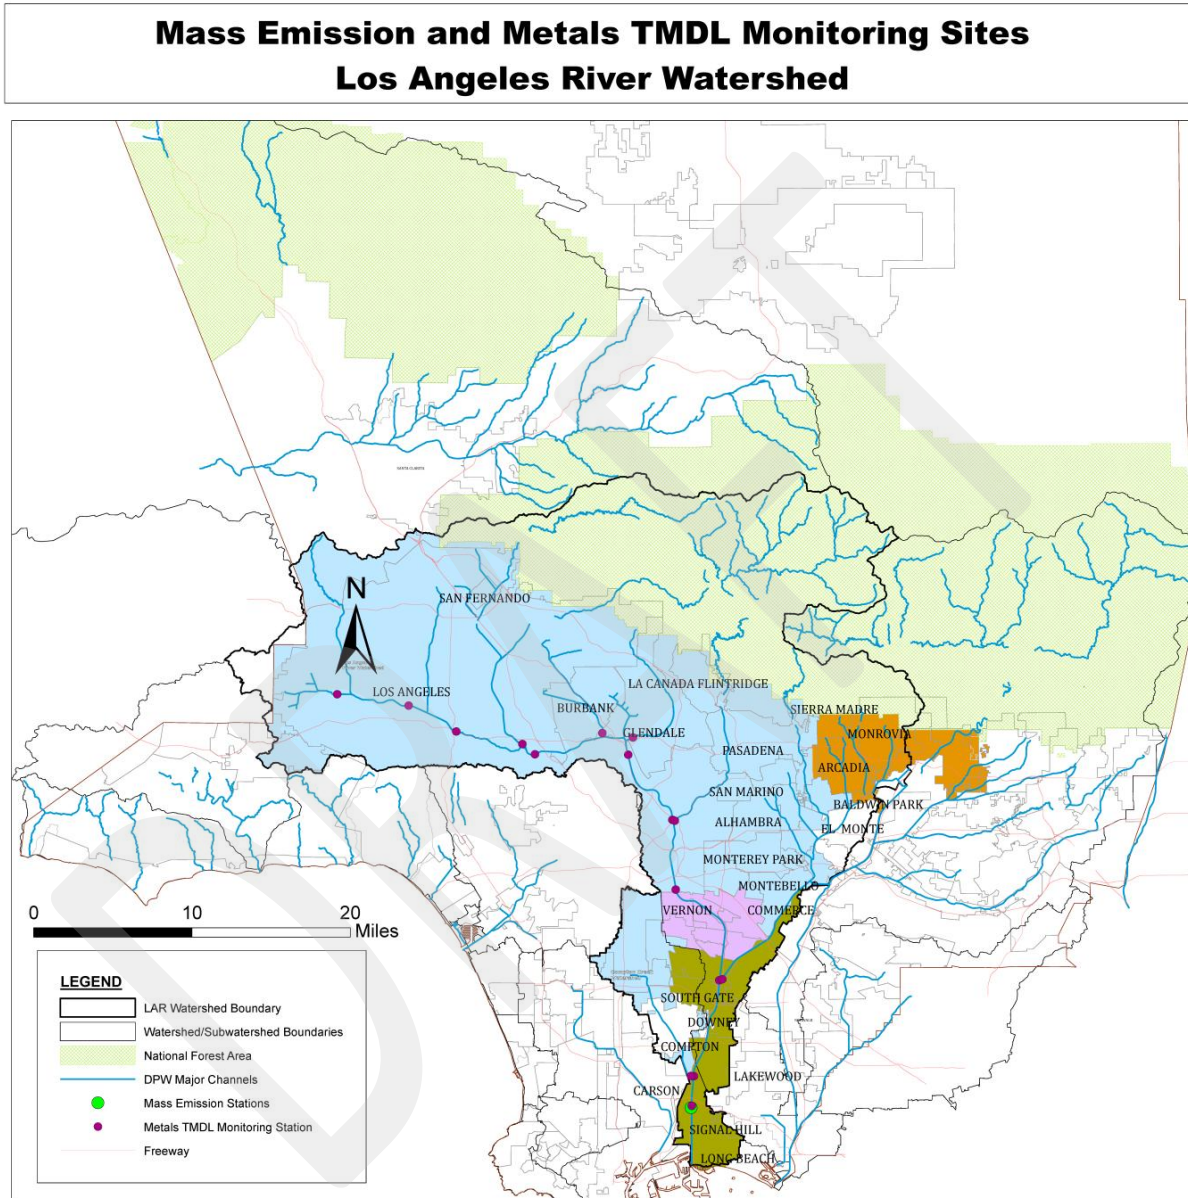 Mass Emission and Metals TMDL Monitoring Sites
Los Angeles River Watershed
DRAFT
SANTA CLARITA
N
SAN FERNANDO
LOS ANGELES
LA CANADA FLINTRIDGE
BURBANK
SIERRA MADRE
GLENDALE
MONROVIA
PASADENA
ARCADIA
SAN MARINO
BALDWIN PARK
ALHAMBRA
EL MONTE
MONTEREY PARK
MONTEBELLO
VERNON
COMMERCE
0 10 20
Miles
SOUTH GATE
DOWNEY
COMPTON
LAKEWOOD
CARSON
SIGNAL HILL
LONG BEACH
LEGEND
LAR Watershed Boundary
Watershed/Subwatershed Boundaries
National Forest Area
DPW Major Channels
Mass Emission Stations
Metals TMDL Monitoring Station
Freeway